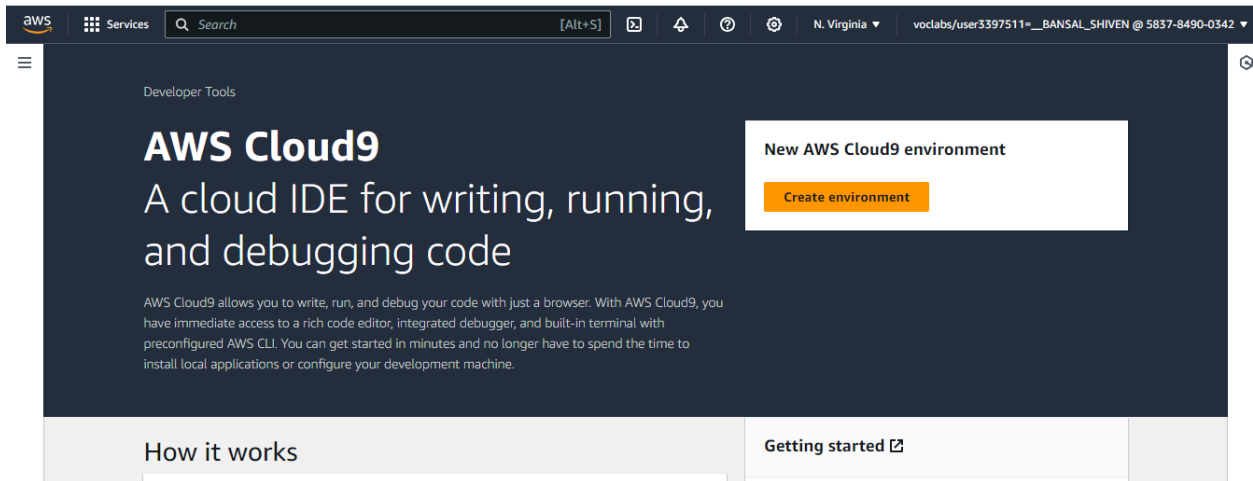 aws
Services
Search
[Alt+S]
N. Virginia
voclabs/user3397511=__BANSAL_SHIVEN @ 5837-8490-0342
Developer Tools
AWS Cloud9
A cloud IDE for writing, running,
and debugging code
New AWS Cloud9 environment
Create environment
AWS Cloud9 allows you to write, run, and debug your code with just a browser. With AWS Cloud9, you
have immediate access to a rich code editor, integrated debugger, and built-in terminal with
preconfigured AWS CLI. You can get started in minutes and no longer have to spend the time to
install local applications or configure your development machine.
How it works
Getting started